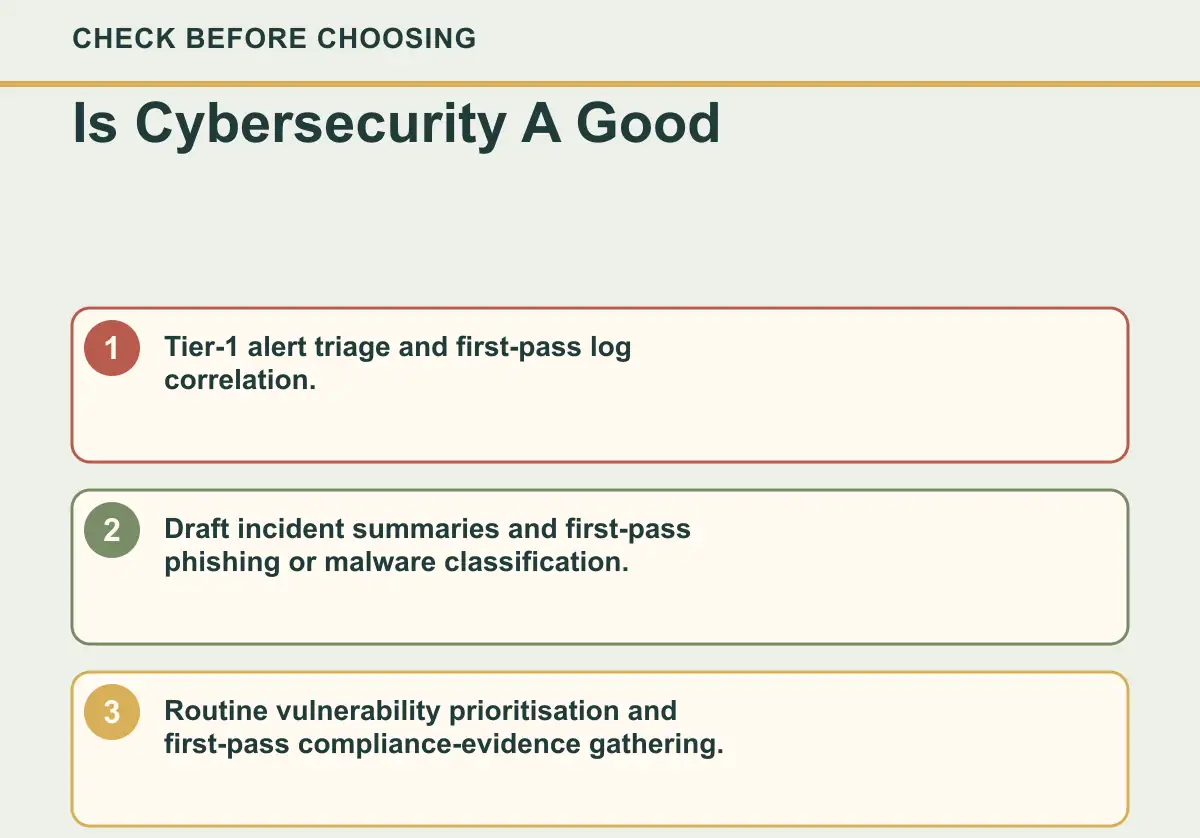 CHECK BEFORE CHOOSING
Is Cybersecurity A Good
1
Tier-1 alert triage and first-pass log
correlation.
2
Draft incident summaries and first-pass
phishing or malware classification.
3
Routine vulnerability prioritisation and
first-pass compliance-evidence gathering.